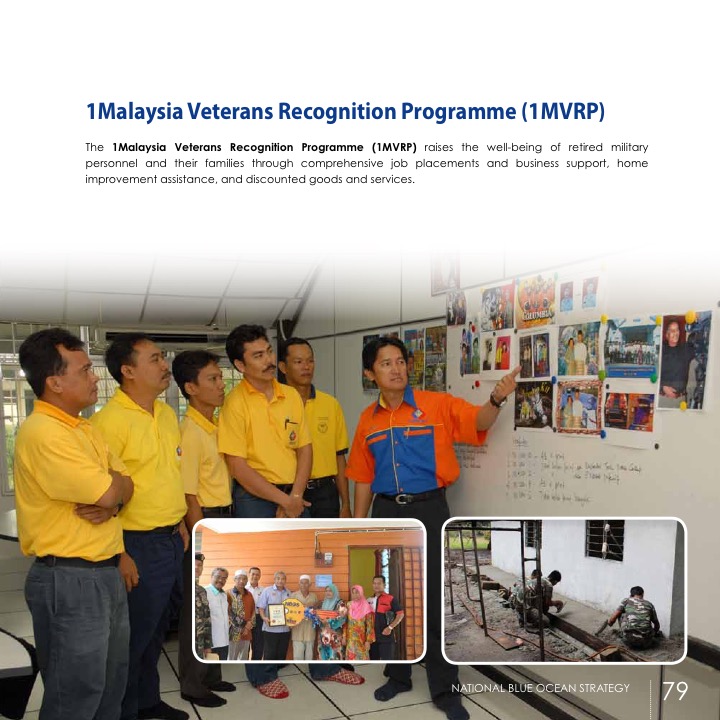 1Malaysia Veterans Recognition Programme (1MVRP)
The 1Malaysia Veterans Recognition Programme (1MVRP) raises the well-being of retired military
personnel and their families through comprehensive job placements and business support, home
improvement assistance, and discounted goods and services.
COLUMBIA
NATIONAL BLUE OCEAN STRATEGY
79